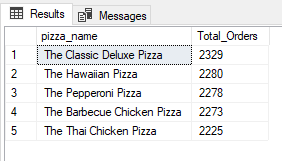 Results Messages
pizza_name Total_Orders
1 The Classic Deluxe Pizza 2329
2 The Hawaiian Pizza 2280
3 The Pepperoni Pizza 2278
4 The Barbecue Chicken Pizza 2273
5 The Thai Chicken Pizza 2225